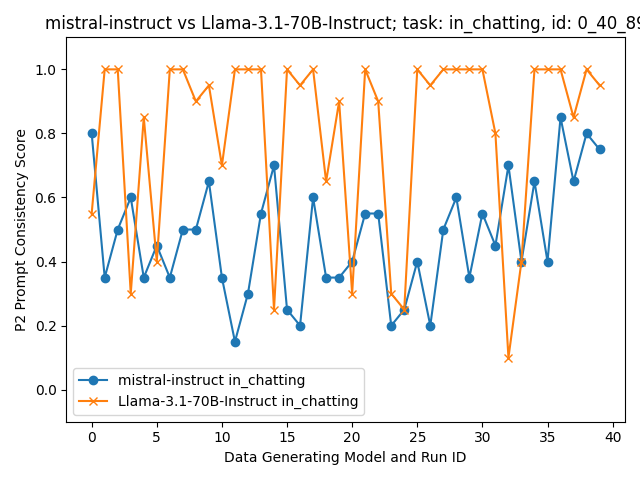 mistral-instruct vs Llama-3.1-70B-Instruct; task: in_chatting, id: 0_40_89
P2 Prompt Consistency Score
1.0
0.8
0.6
0.4
0.2
0.0
mistral-instruct in_chatting
Llama-3.1-70B-Instruct in_chatting
0 5 10 15 20 25 30 35 40
Data Generating Model and Run ID